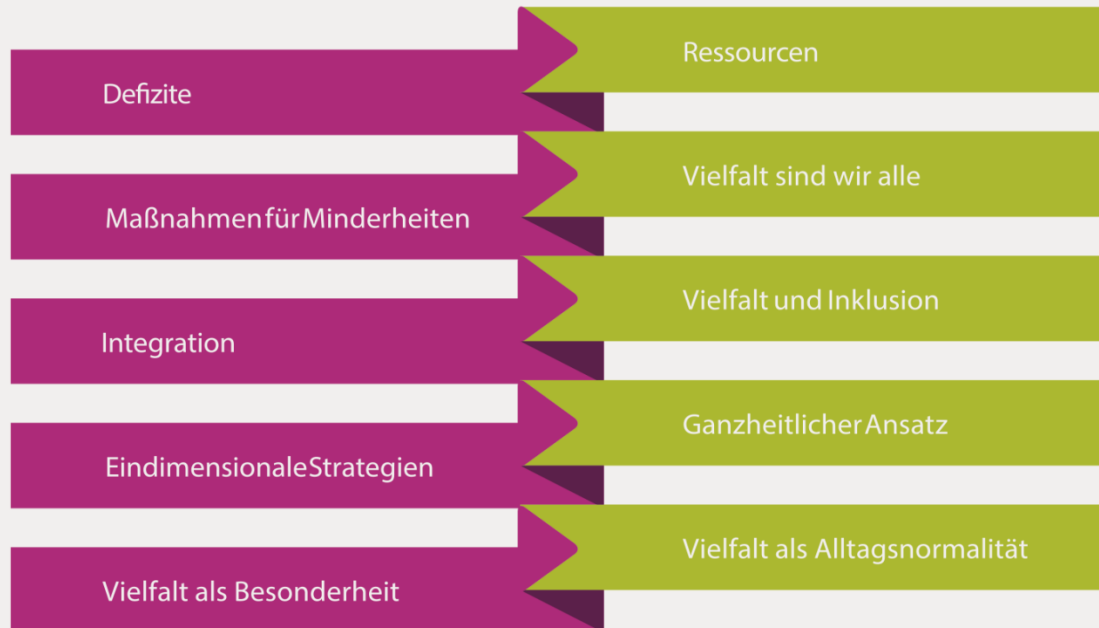 Defizite
Ressourcen
Maßnahmen für Minderheiten
Vielfalt sind wir alle
Integration
Vielfalt und Inklusion
Eindimensionale Strategien
Ganzheitlicher Ansatz
Vielfalt als Besonderheit
Vielfalt als Alltagsnormalität